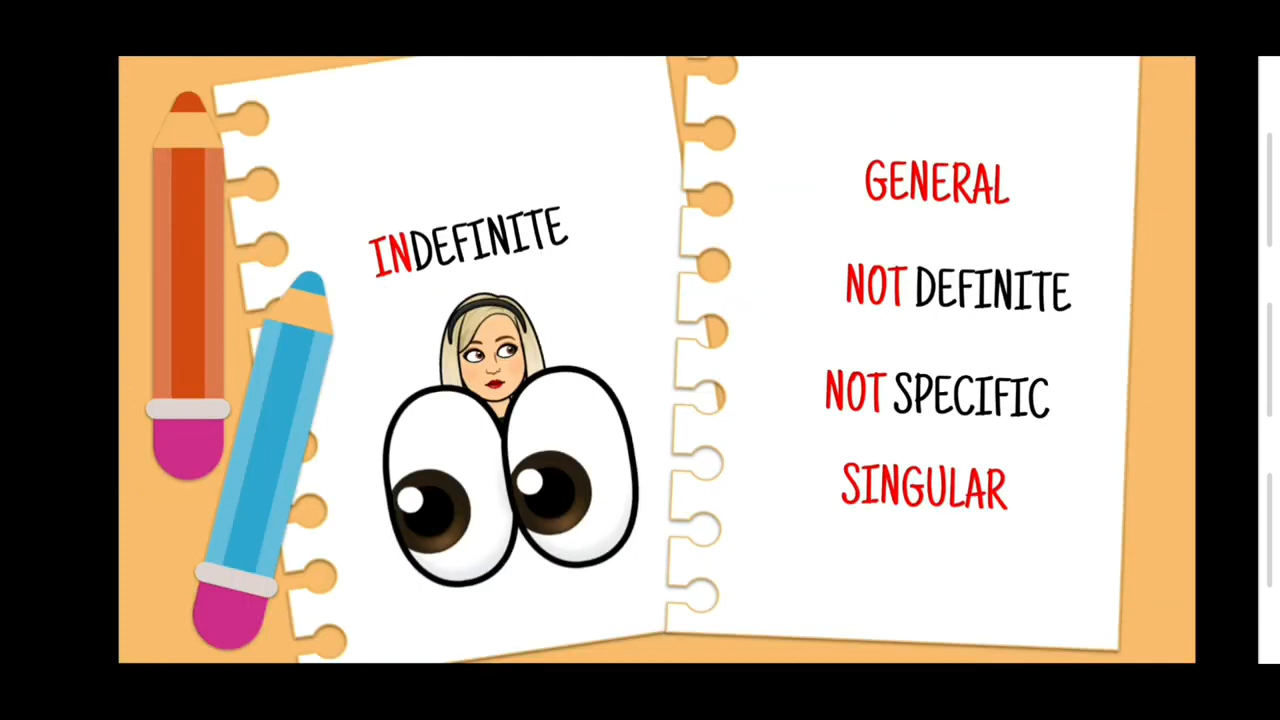 INDEFINITE
GENERAL
NOT DEFINITE
NOT SPECIFIC
SINGULAR